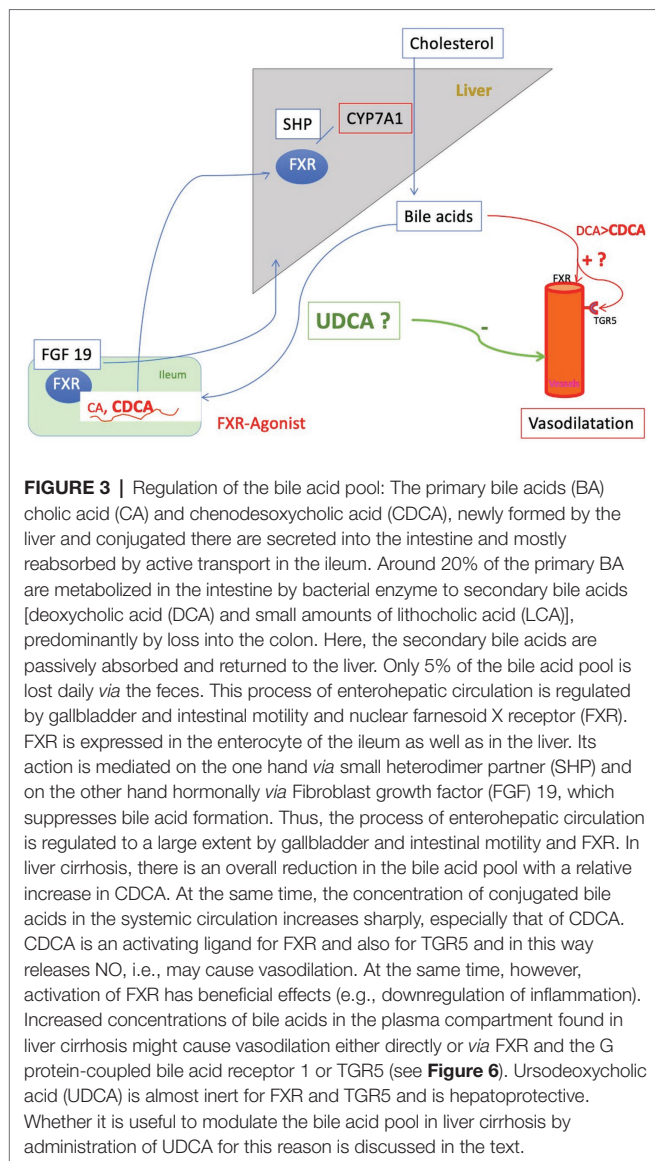 Cholesterol
Liver
SHP
CYP7A1
FXR
Bile acids
DCA>CDCA
+ ?
FXR
TGR5
UDCA ?
-
FGF 19
Ileum
FXR
CA, CDCA
FXR-Agonist
Vessels
Vasodilatation
FIGURE 3 | Regulation of the bile acid pool: The primary bile acids (BA)
cholic acid (CA) and chenodesoxycholic acid (CDCA), newly formed by the
liver and conjugated there are secreted into the intestine and mostly
reabsorbed by active transport in the ileum. Around 20% of the primary BA
are metabolized in the intestine by bacterial enzyme to secondary bile acids
[deoxycholic acid (DCA) and small amounts of lithocholic acid (LCA)],
predominantly by loss into the colon. Here, the secondary bile acids are
passively absorbed and returned to the liver. Only 5% of the bile acid pool is
lost daily via the feces. This process of enterohepatic circulation is regulated
by gallbladder and intestinal motility and nuclear farnesoid X receptor (FXR).
FXR is expressed in the enterocyte of the ileum as well as in the liver. Its
action is mediated on the one hand via small heterodimer partner (SHP) and
on the other hand hormonally via Fibroblast growth factor (FGF) 19, which
suppresses bile acid formation. Thus, the process of enterohepatic circulation
is regulated to a large extent by gallbladder and intestinal motility and FXR. In
liver cirrhosis, there is an overall reduction in the bile acid pool with a relative
increase in CDCA. At the same time, the concentration of conjugated bile
acids in the systemic circulation increases sharply, especially that of CDCA.
CDCA is an activating ligand for FXR and also for TGR5 and in this way
releases NO, i.e., may cause vasodilation. At the same time, however,
activation of FXR has beneficial effects (e.g., downregulation of inflammation).
Increased concentrations of bile acids in the plasma compartment found in
liver cirrhosis might cause vasodilation either directly or via FXR and the G
protein-coupled bile acid receptor 1 or TGR5 (see Figure 6). Ursodeoxycholic
acid (UDCA) is almost inert for FXR and TGR5 and is hepatoprotective.
Whether it is useful to modulate the bile acid pool in liver cirrhosis by
administration of UDCA for this reason is discussed in the text.